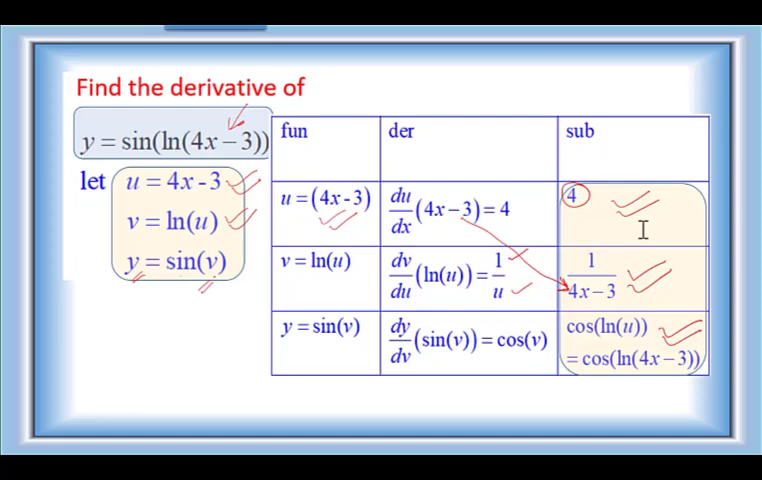 Find the derivative of
y = sin(ln(4x − 3))
let u = 4x - 3
v = ln(u)
y = sin(v)
fun der sub
u = (4x - 3) du/dx (4x − 3) = 4 4
v = ln(u) dv/du (ln(u)) = 1/u 1/(4x − 3)
y = sin(v) dy/dv (sin(v)) = cos(v) cos(ln(u))
= cos(ln(4x − 3))